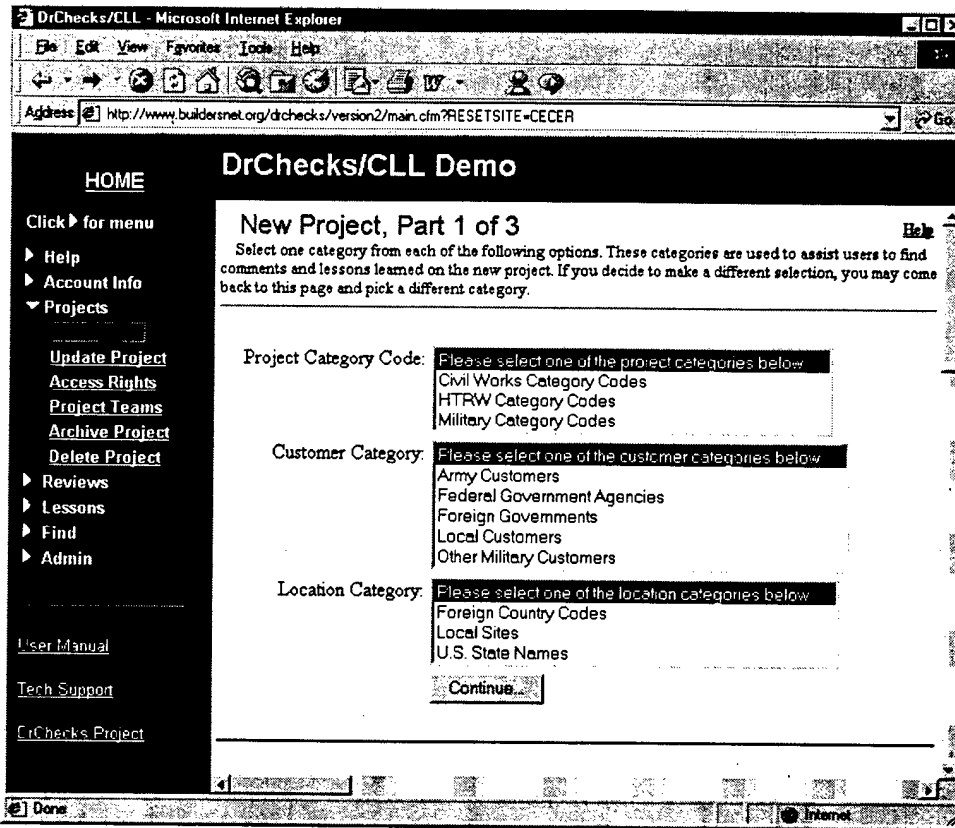 DrChecks/CLL - Microsoft Internet Explorer
File Edit View Favorites Tools Help
Address http://www.buildersnet.org/drchecks/version2/main.cfm?RESETSITE=CECER Go
HOME
DrChecks/CLL Demo
Click for menu
Help
Account Info
Projects
Update Project
Access Rights
Project Teams
Archive Project
Delete Project
Reviews
Lessons
Find
Admin
User Manual
Tech Support
DrChecks Project
New Project, Part 1 of 3
Help
Select one category from each of the following options. These categories are used to assist users to find
comments and lessons learned on the new project. If you decide to make a different selection, you may come
back to this page and pick a different category.
Project Category Code: Please select one of the project categories below
Civil Works Category Codes
HTRW Category Codes
Military Category Codes
Customer Category: Please select one of the customer categories below
Army Customers
Federal Government Agencies
Foreign Governments
Local Customers
Other Military Customers
Location Category: Please select one of the location categories below
Foreign Country Codes
Local Sites
U.S. State Names
Continue...
Done
Internet